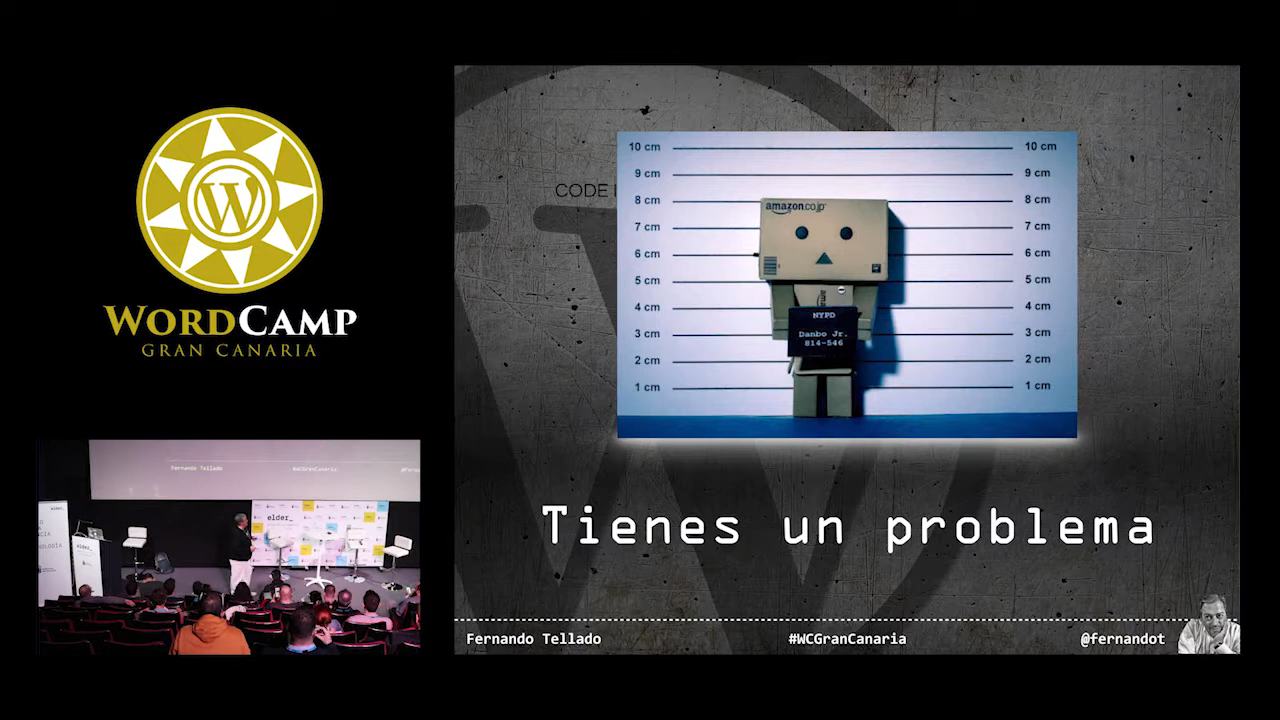 WORDCAMP
GRAN CANARIA
Fernando Tellado
#WCGranCanaria
elder_
elder_
CODE
10 cm 10 cm
9 cm 9 cm
8 cm 8 cm
7 cm 7 cm
6 cm 6 cm
5 cm 5 cm
4 cm 4 cm
3 cm 3 cm
2 cm 2 cm
1 cm 1 cm
amazon.co.jp
NYPD
Danbo Jr.
814-546
Tienes un problema
Fernando Tellado #WCGranCanaria @fernandot